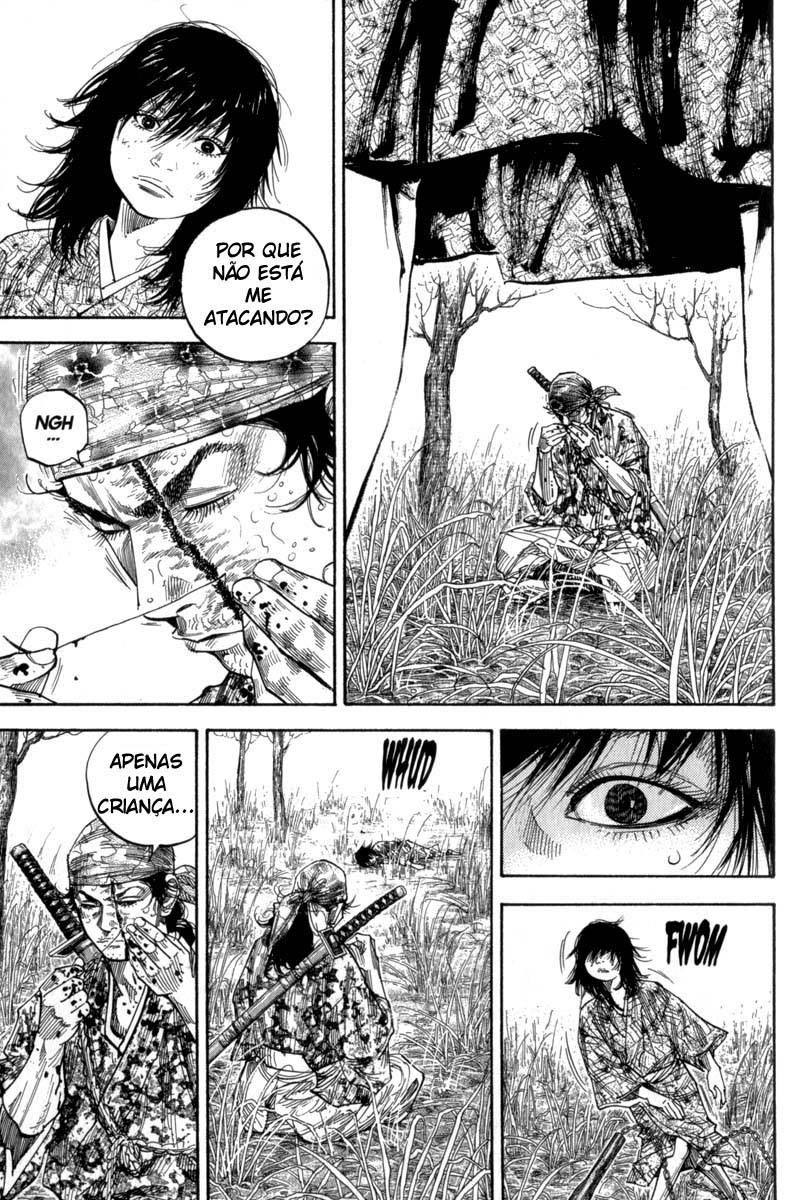 POR QUE
NÃO ESTÁ
ME
ATACANDO?
NGH
...
FWOM
WHUD
APENAS
UMA
CRIANÇA...